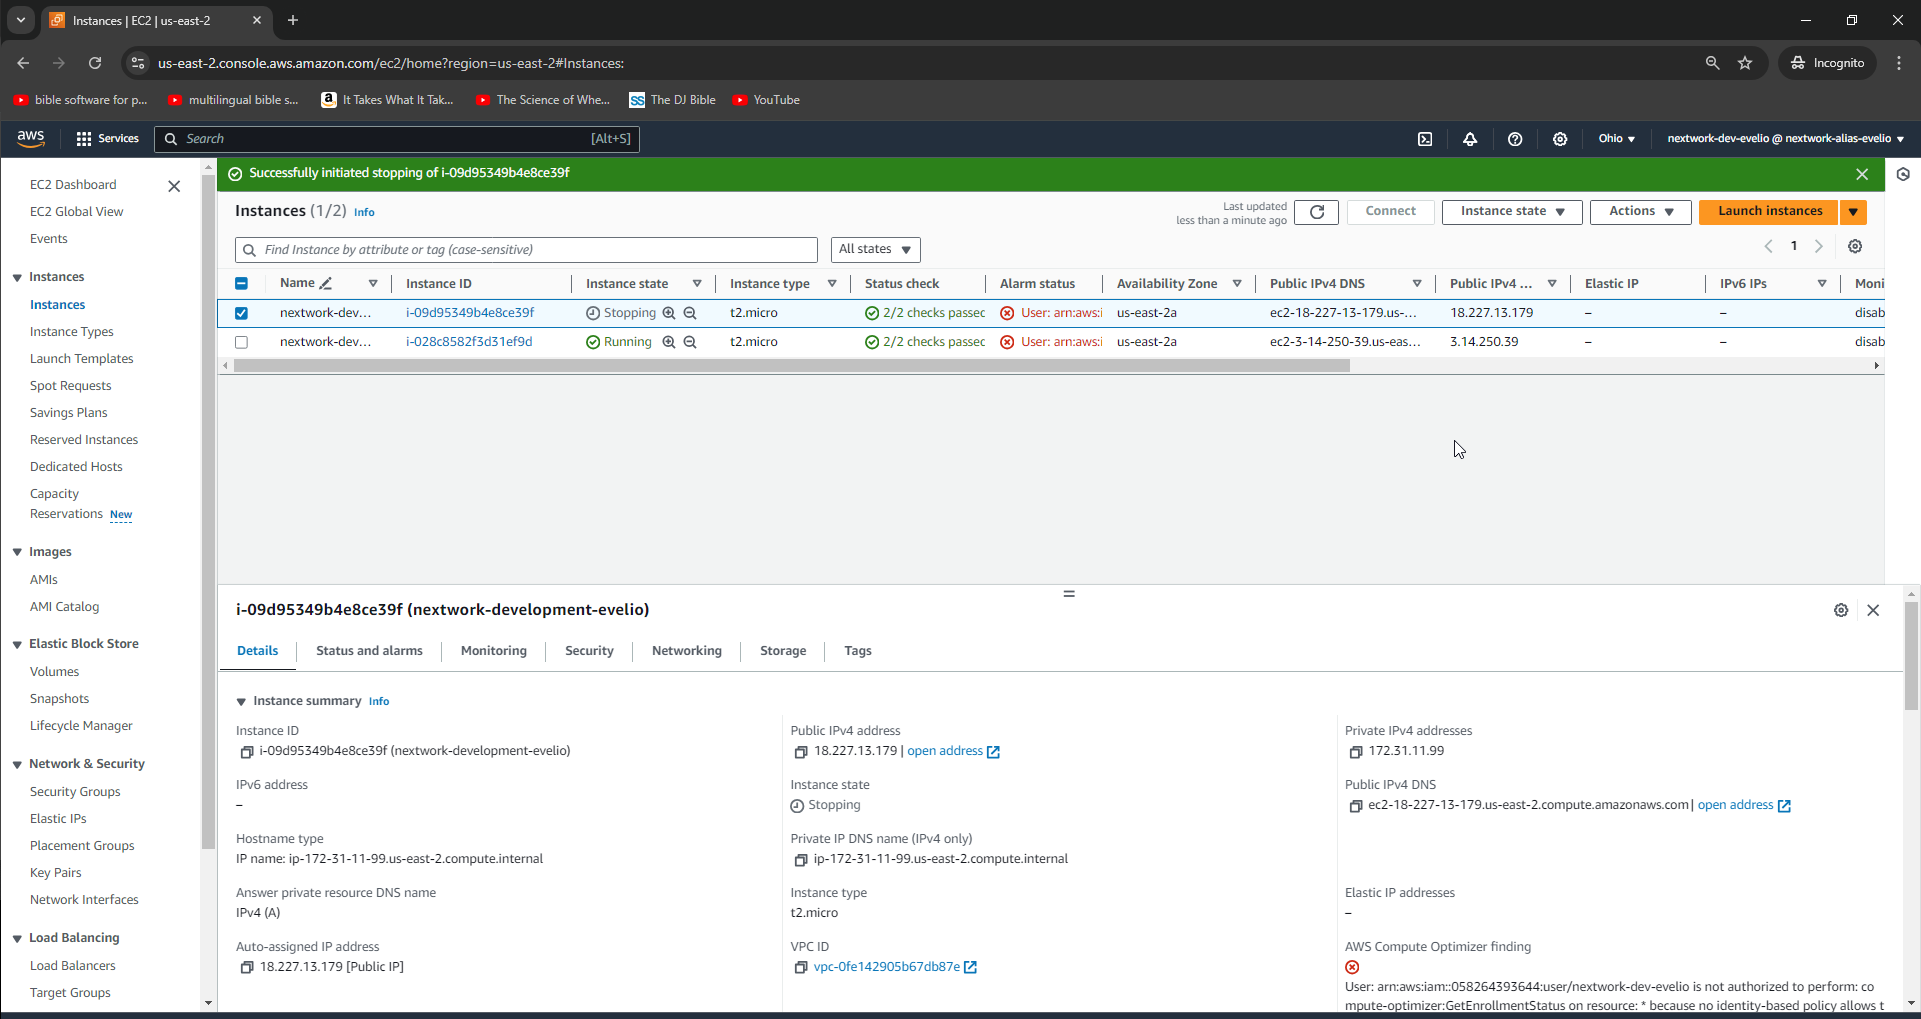 Instances | EC2 | us-east-2
us-east-2.console.aws.amazon.com/ec2/home?region=us-east-2#Instances:
Incognito
bible software for p...
multilingual bible s...
It Takes What It Tak...
The Science of Whe...
The DJ Bible
YouTube
aws
Services
Search
[Alt+S]
Ohio
nextwork-dev-evelio @ nextwork-alias-evelio
EC2 Dashboard
EC2 Global View
Events
Instances
Instances
Instance Types
Launch Templates
Spot Requests
Savings Plans
Reserved Instances
Dedicated Hosts
Capacity
Reservations New
Images
AMIs
AMI Catalog
Elastic Block Store
Volumes
Snapshots
Lifecycle Manager
Network & Security
Security Groups
Elastic IPs
Placement Groups
Key Pairs
Network Interfaces
Load Balancing
Load Balancers
Target Groups
Successfully initiated stopping of i-09d95349b4e8ce39f
Instances (1/2) Info
Last updated
less than a minute ago
Connect
Instance state
Actions
Launch instances
Find Instance by attribute or tag (case-sensitive)
All states
1
Name Instance ID Instance state Instance type Status check Alarm status Availability Zone Public IPv4 DNS Public IPv4 ... Elastic IP IPv6 IPs Moni
nextwork-dev... i-09d95349b4e8ce39f Stopping t2.micro 2/2 checks passed User: arn:aws:i us-east-2a ec2-18-227-13-179.us-... 18.227.13.179 – – disab
nextwork-dev... i-028c8582f3d31ef9d Running t2.micro 2/2 checks passed User: arn:aws:i us-east-2a ec2-3-14-250-39.us-eas... 3.14.250.39 – – disab
i-09d95349b4e8ce39f (nextwork-development-evelio)
Details
Status and alarms
Monitoring
Security
Networking
Storage
Tags
Instance summary Info
Instance ID
i-09d95349b4e8ce39f (nextwork-development-evelio)
Public IPv4 address
18.227.13.179 | open address
Private IPv4 addresses
172.31.11.99
IPv6 address
–
Instance state
Stopping
Public IPv4 DNS
ec2-18-227-13-179.us-east-2.compute.amazonaws.com | open address
Hostname type
IP name: ip-172-31-11-99.us-east-2.compute.internal
Private IP DNS name (IPv4 only)
ip-172-31-11-99.us-east-2.compute.internal
Answer private resource DNS name
IPv4 (A)
Instance type
t2.micro
Elastic IP addresses
–
Auto-assigned IP address
18.227.13.179 [Public IP]
VPC ID
vpc-0fe142905b67db87e
AWS Compute Optimizer finding
User: arn:aws:iam::058264393644:user/nextwork-dev-evelio is not authorized to perform: co
mpute-optimizer:GetEnrollmentStatus on resource: * because no identity-based policy allows t